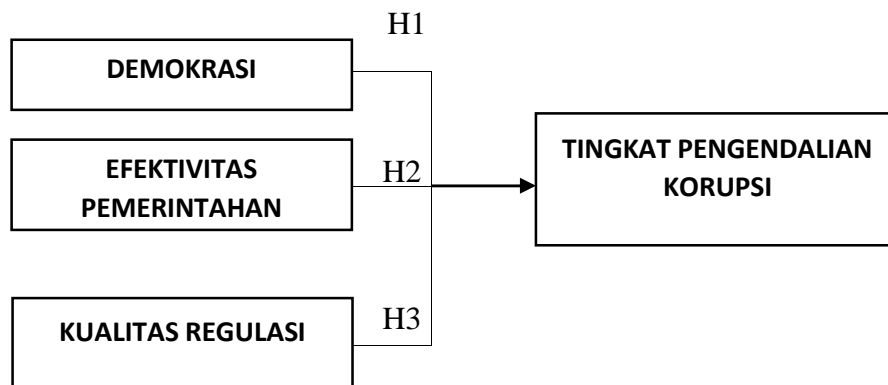 H1
DEMOKRASI
EFEKTIVITAS
PEMERINTAHAN
H2
TINGKAT PENGENDALIAN
KORUPSI
KUALITAS REGULASI
H3